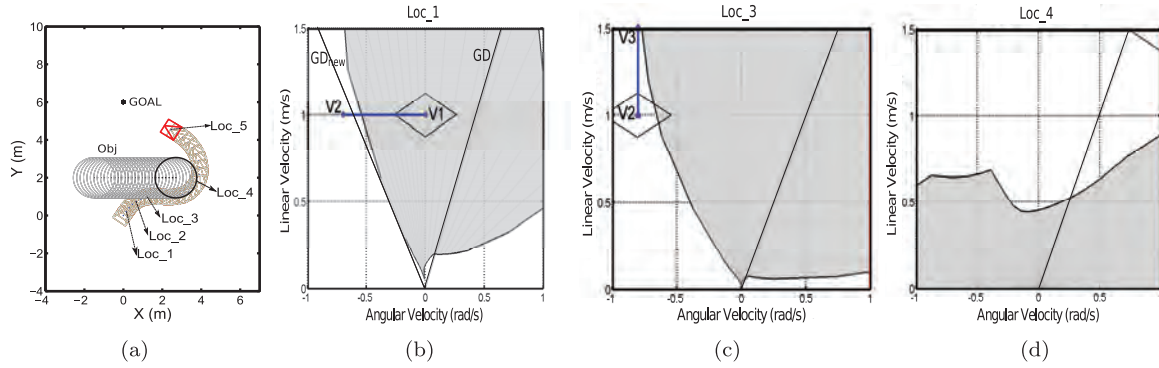 Loc_1
Loc_3
Loc_4
Y (m)
10
8
6
4
2
0
−2
−4
−4 −2 0 2 4 6
X (m)
GOAL
Loc_5
Obj
Loc_4
Loc_3
Loc_2
Loc_1
Linear Velocity (m/s)
1.5
1
0.5
0
-1 -0.5 0 0.5 1
Angular Velocity (rad/s)
GDnew
GD
V2
V1
Linear Velocity (m/s)
1.5
1
0.5
0
-1 -0.5 0 0.5 1
Angular Velocity (rad/s)
V3
V2
Linear Velocity (m/s)
1.5
1
0.5
0
-1 -0.5 0 0.5 1
Angular Velocity (rad/s)
(a)
(b)
(c)
(d)